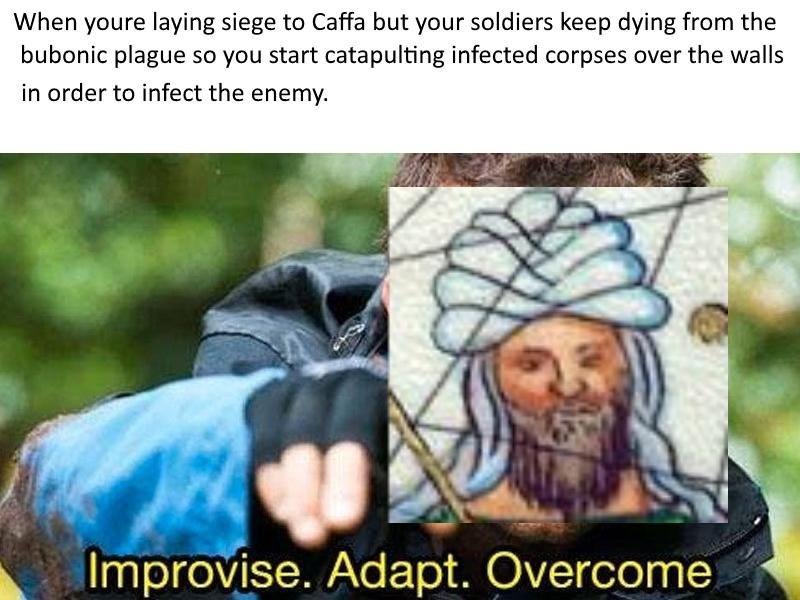 When youre laying siege to Caffa but your soldiers keep dying from the
bubonic plague so you start catapulting infected corpses over the walls
in order to infect the enemy.
Improvise. Adapt. Overcome